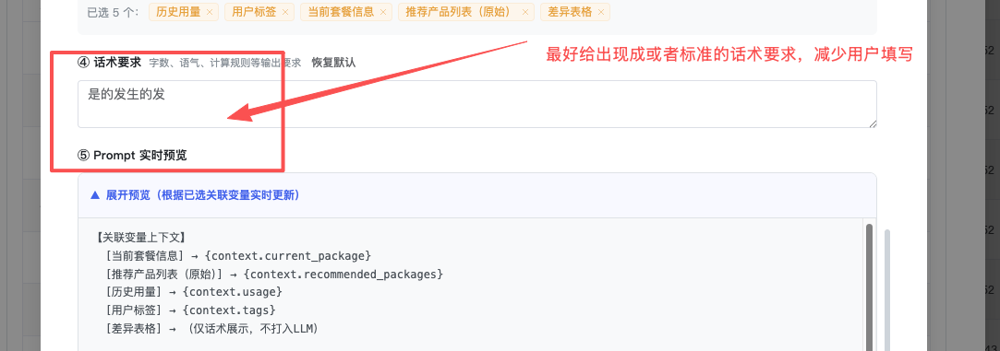 已选 5 个： 历史用量 × 用户标签 × 当前套餐信息 × 推荐产品列表（原始） × 差异表格 ×
最好给出现成或者标准的话术要求，减少用户填写
④ 话术要求 字数、语气、计算规则等输出要求 恢复默认
是的发生的发
⑤ Prompt 实时预览
▲ 展开预览（根据已选关联变量实时更新）
【关联变量上下文】
[当前套餐信息] → {context.current_package}
[推荐产品列表（原始）] → {context.recommended_packages}
[历史用量] → {context.usage}
[用户标签] → {context.tags}
[差异表格] → （仅话术展示，不打入LLM）
52
52
52
52
52
43